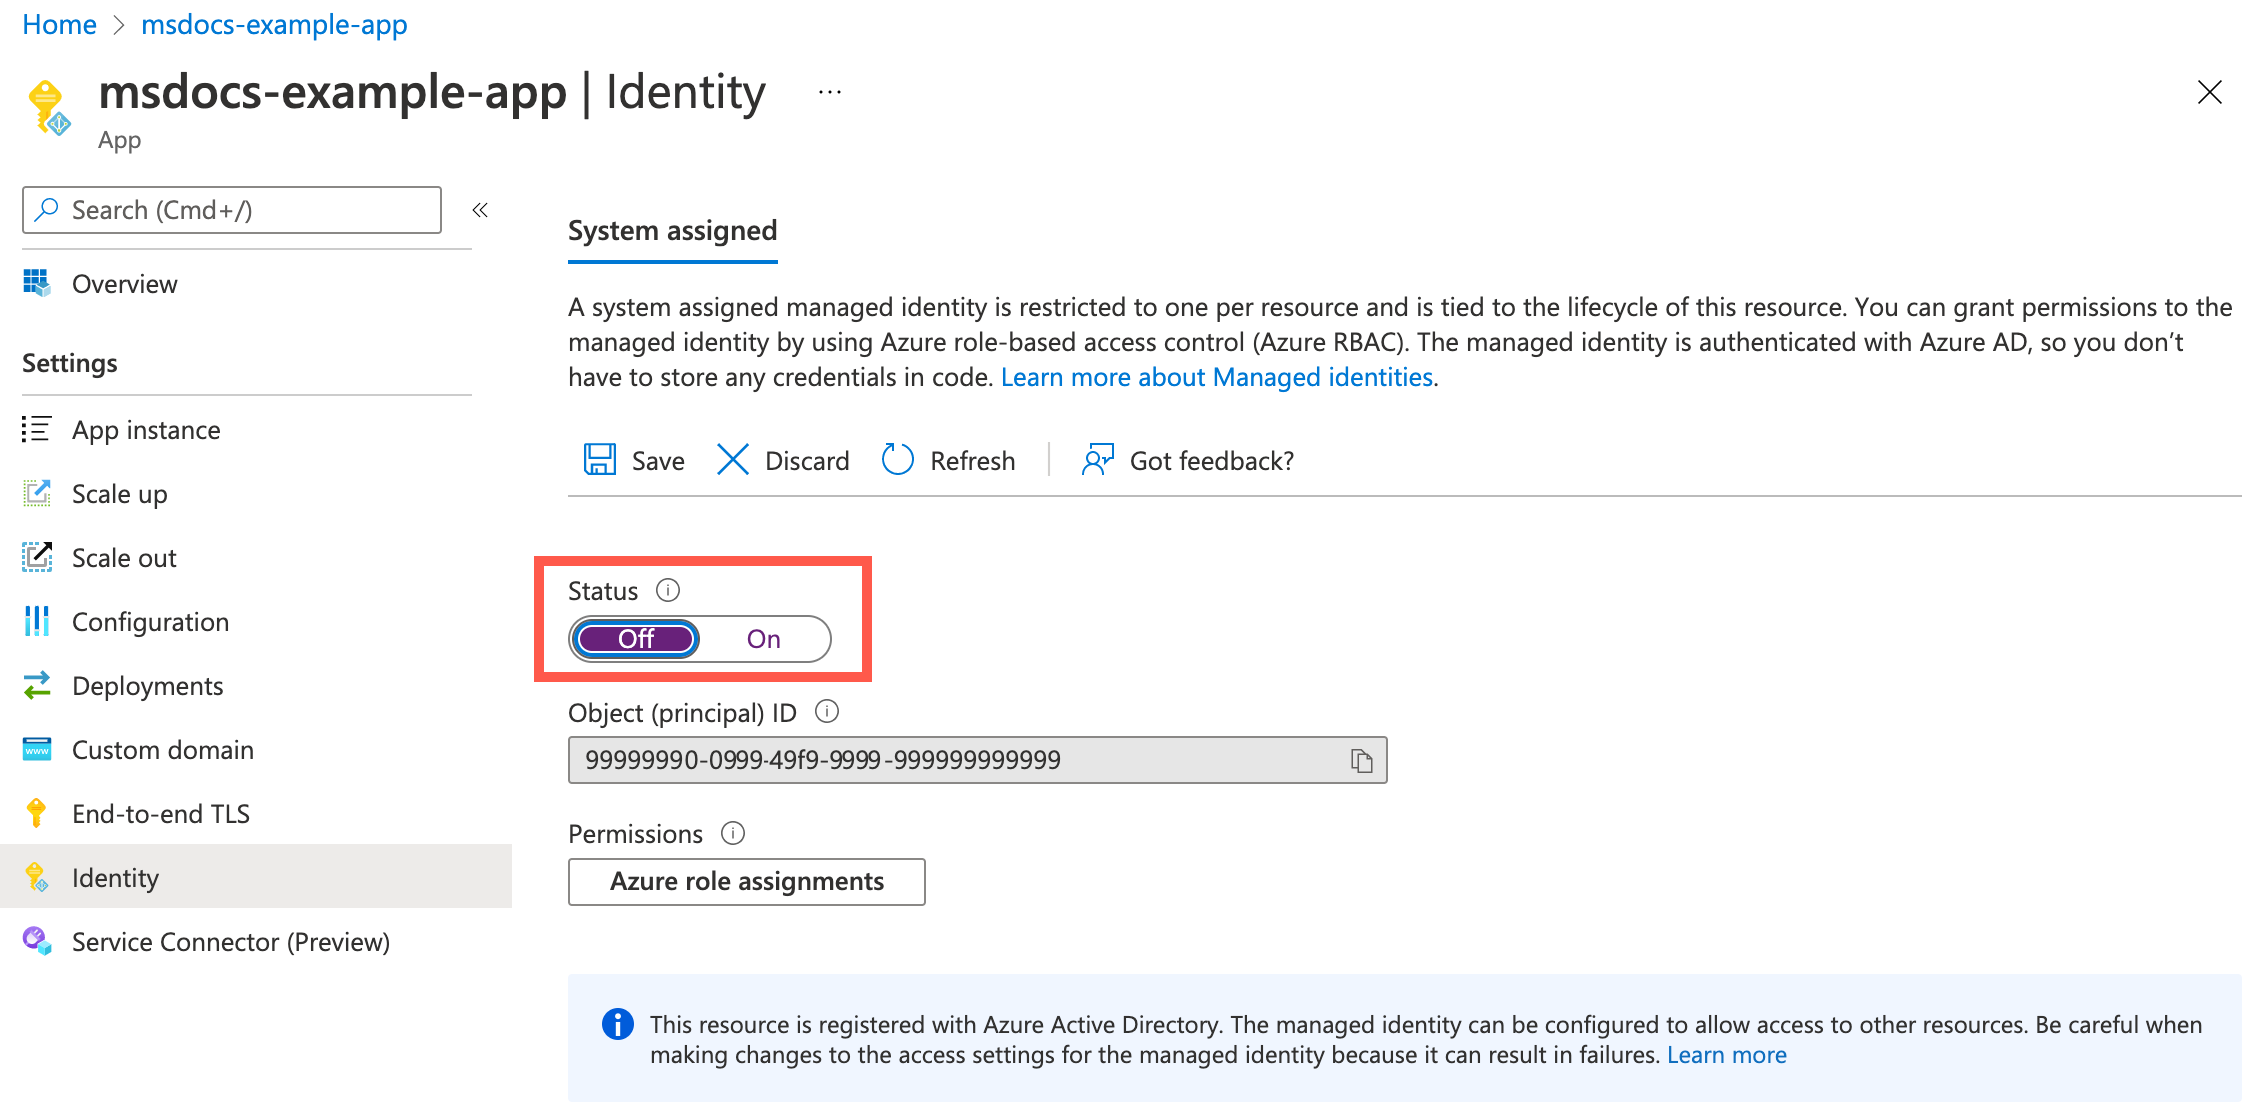 Home > msdocs-example-app
msdocs-example-app | Identity ...
App
Search (Cmd+/)
«
Overview
Settings
App instance
Scale up
Scale out
Configuration
Deployments
www
Custom domain
End-to-end TLS
Identity
Service Connector (Preview)
System assigned
A system assigned managed identity is restricted to one per resource and is tied to the lifecycle of this resource. You can grant permissions to the
managed identity by using Azure role-based access control (Azure RBAC). The managed identity is authenticated with Azure AD, so you don’t
have to store any credentials in code. Learn more about Managed identities.
Save Discard Refresh Got feedback?
Status
Off On
Object (principal) ID
99999990-0999-49f9-9999-999999999999
Permissions
Azure role assignments
This resource is registered with Azure Active Directory. The managed identity can be configured to allow access to other resources. Be careful when
making changes to the access settings for the managed identity because it can result in failures. Learn more